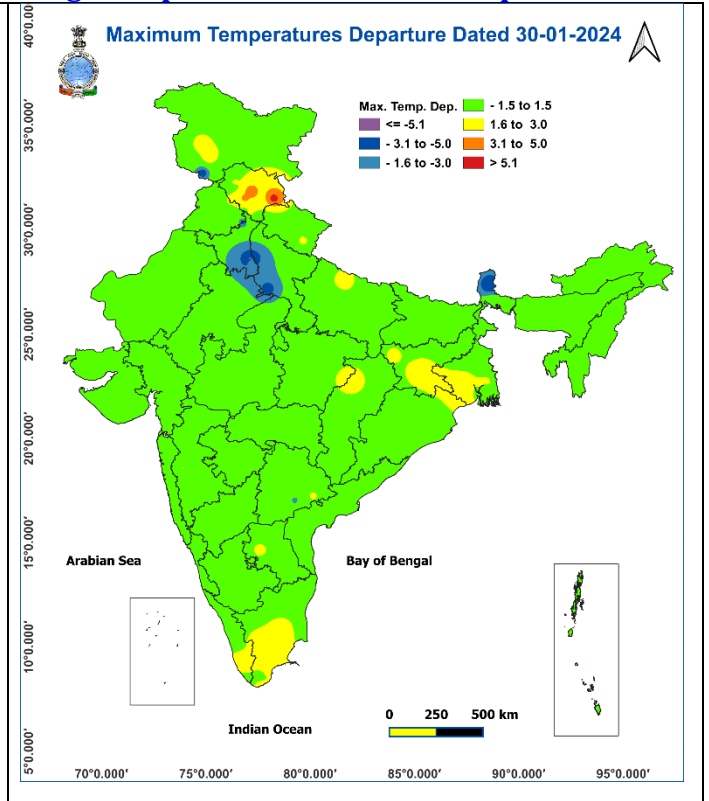 Maximum Temperatures Departure Dated 30-01-2024
Max. Temp. Dep.
<= -5.1
- 3.1 to -5.0
- 1.6 to -3.0
- 1.5 to 1.5
1.6 to 3.0
3.1 to 5.0
> 5.1
40°0.00
35°0.000'
30°0.000'
25°0.000'
20°0.000'
15°0.000'
10°0.000'
5°0.000'
Arabian Sea
Bay of Bengal
Indian Ocean
0 250 500 km
70°0.000' 75°0.000' 80°0.000' 85°0.000' 90°0.000' 95°0.000'